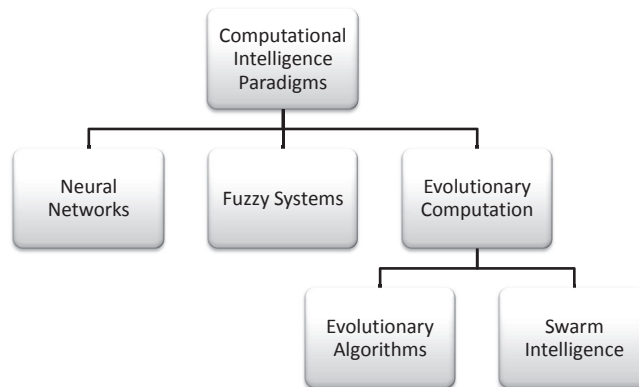 Computational
Intelligence
Paradigms
Neural
Networks
Fuzzy Systems
Evolutionary
Computation
Evolutionary
Algorithms
Swarm
Intelligence